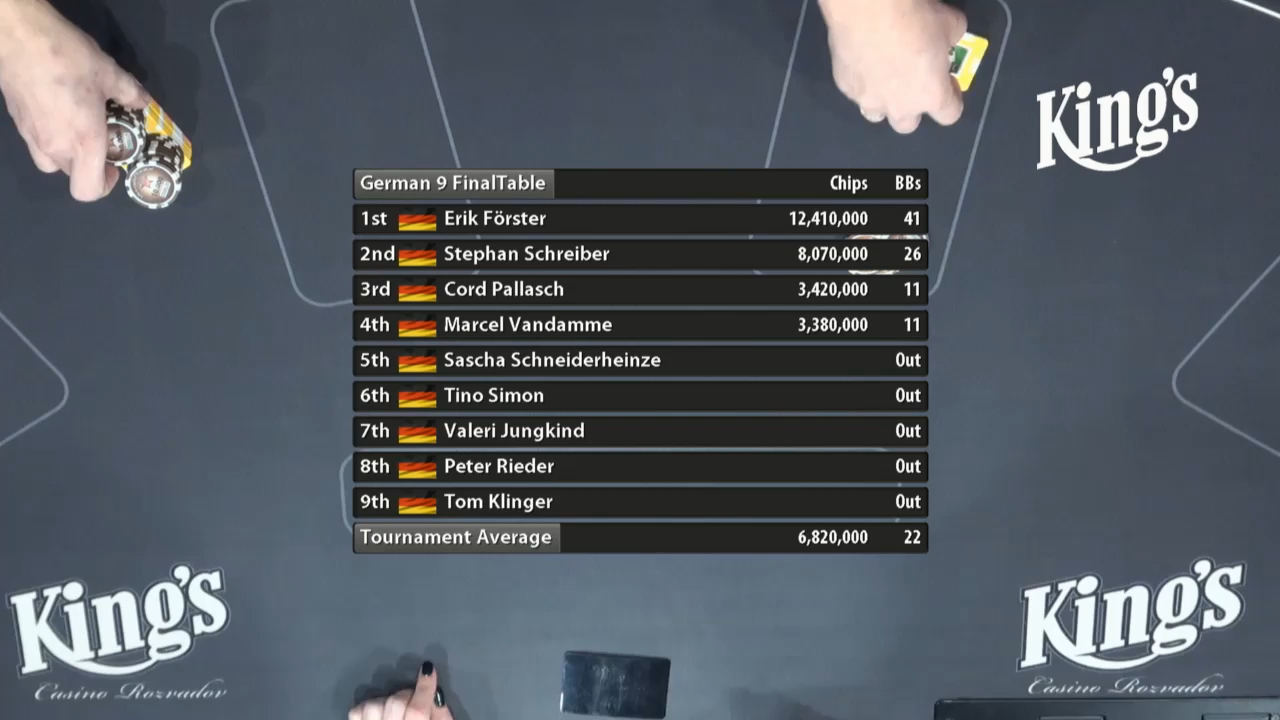 King's
German 9 FinalTable Chips BBs
1st Erik Förster 12,410,000 41
2nd Stephan Schreiber 8,070,000 26
3rd Cord Pallasch 3,420,000 11
4th Marcel Vandamme 3,380,000 11
5th Sascha Schneiderheinze Out
6th Tino Simon Out
7th Valeri Jungkind Out
8th Peter Rieder Out
9th Tom Klinger Out
Tournament Average 6,820,000 22
King's
Casino Rozvadov
King's
Casino Rozvadov